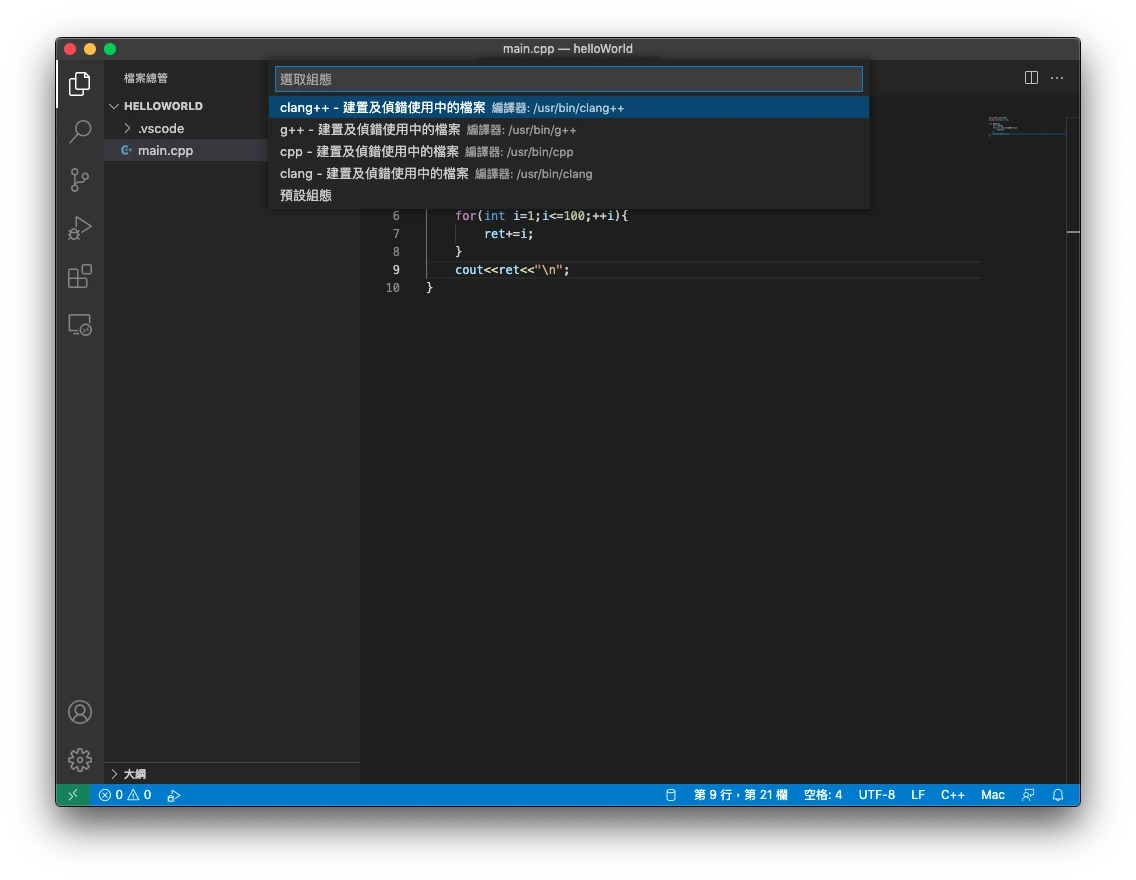 main.cpp — helloWorld
檔案總管
選取組態
HELLOWORLD
clang++ - 建置及偵錯使用中的檔案 編譯器: /usr/bin/clang++
.vscode
g++ - 建置及偵錯使用中的檔案 編譯器: /usr/bin/g++
main.cpp
cpp - 建置及偵錯使用中的檔案 編譯器: /usr/bin/cpp
clang - 建置及偵錯使用中的檔案 編譯器: /usr/bin/clang
預設組態
6 for(int i=1;i<=100;++i){
7 ret+=i;
8 }
9 cout<<ret<<"\n";
10 }
大綱
0 0 第 9 行，第 21 欄 空格: 4 UTF-8 LF C++ Mac